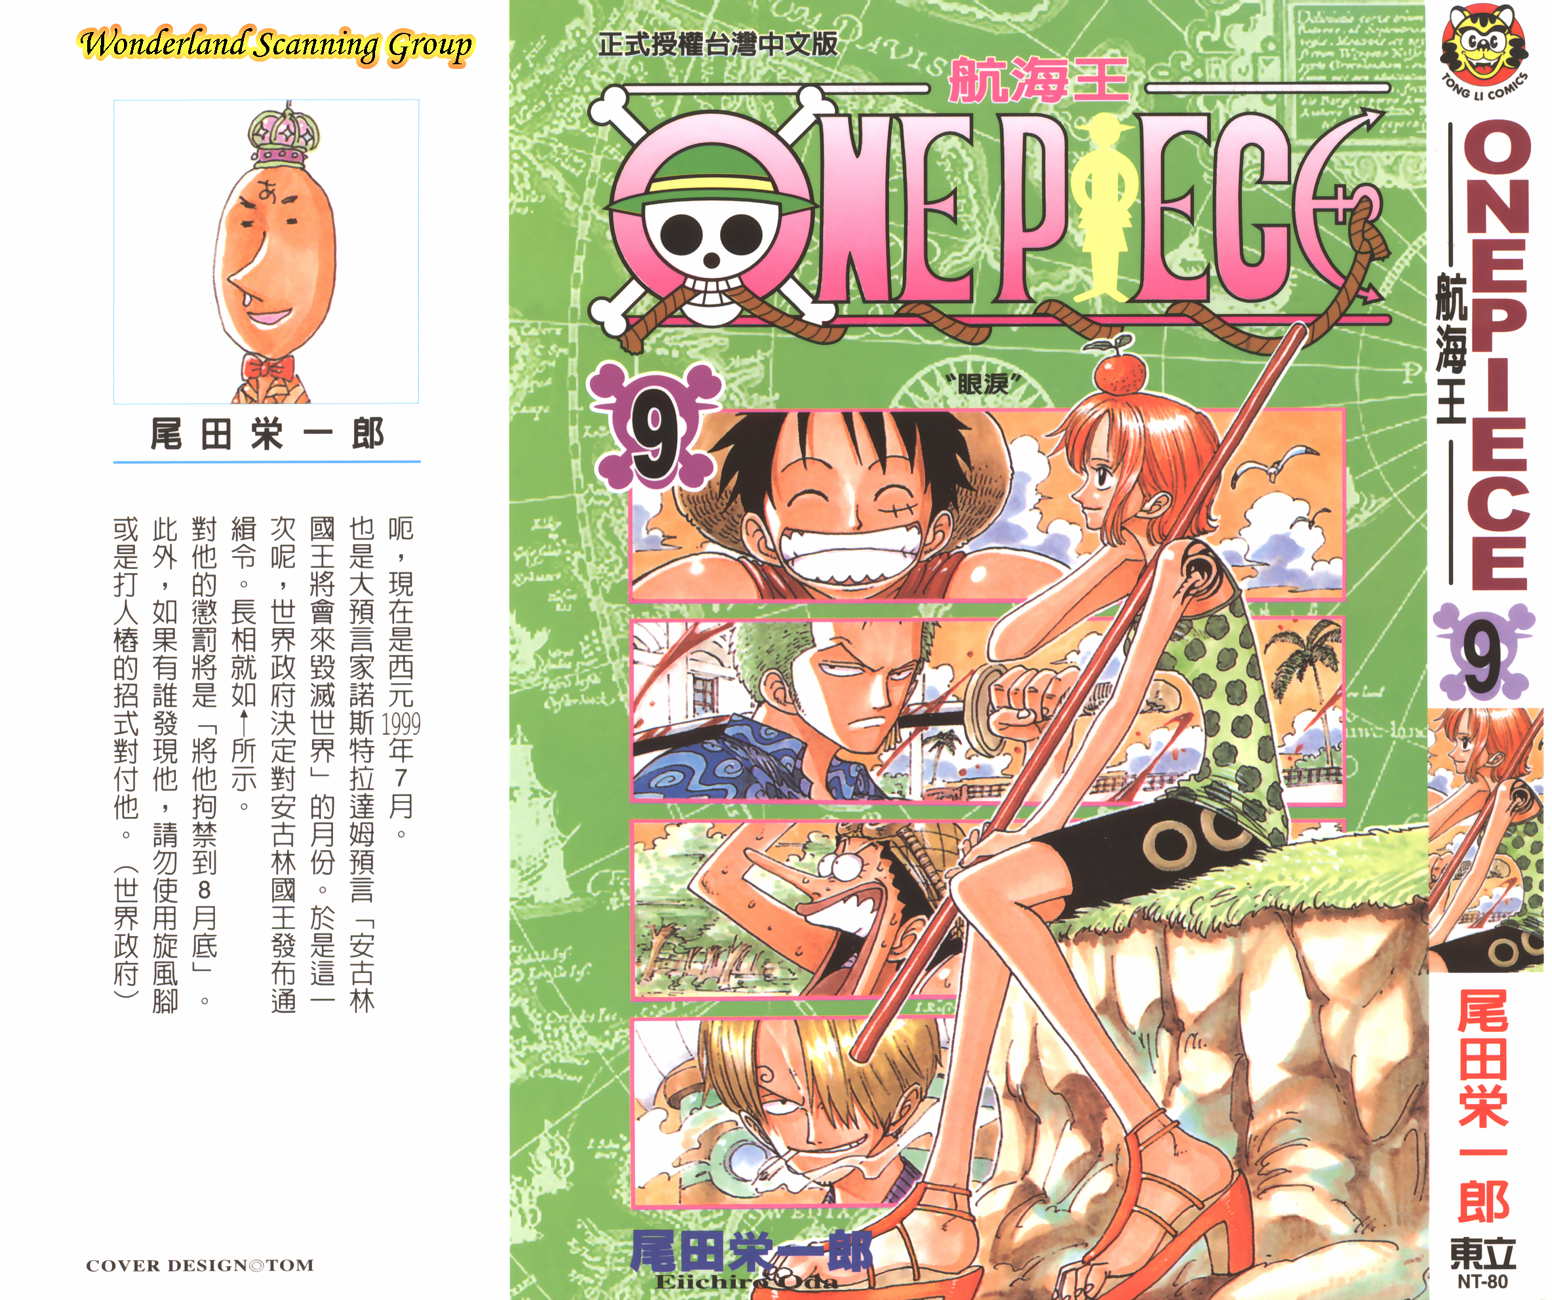 Wonderland Scanning Group
あ
尾田栄一郎
呃，現在是西元1999年7月。
也是大預言家諾斯特拉達姆預言「安古林
國王將會來毀滅世界」的月份。於是這一
次呢，世界政府決定對安古林國王發布通
緝令。長相就如↑所示。
對他的懲罰將是「將他拘禁到8月底」。
此外，如果有誰發現他，請勿使用旋風腳
或是打人樁的招式對付他。（世界政府）
COVER DESIGN◎TOM
正式授權台灣中文版
航海王
ONE PIECE
9
“眼淚”
尾田栄一郎
Eiichiro Oda
TONG LI COMICS
ONE PIECE
航海王
9
尾田栄一郎
東立
NT-80